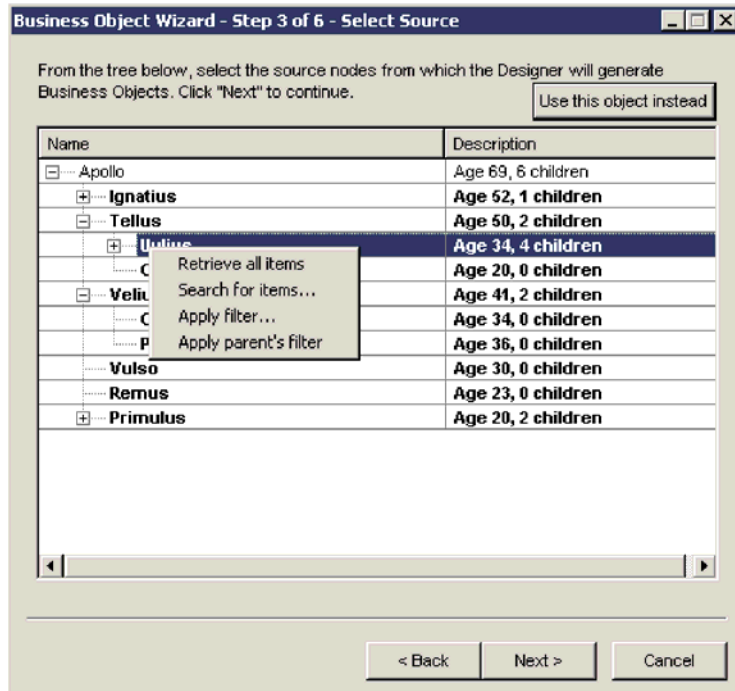 Business Object Wizard - Step 3 of 6 - Select Source
From the tree below, select the source nodes from which the Designer will generate
Business Objects. Click "Next" to continue.
Use this object instead
Name Description
Apollo Age 69, 6 children
Ignatius Age 52, 1 children
Tellus Age 50, 2 children
Age 34, 4 children
Retrieve all items
C Age 20, 0 children
Search for items...
Veliu Age 41, 2 children
Apply filter...
C Age 34, 0 children
Apply parent's filter
P Age 36, 0 children
Vulso Age 30, 0 children
Remus Age 23, 0 children
Primulus Age 20, 2 children
< Back Next > Cancel